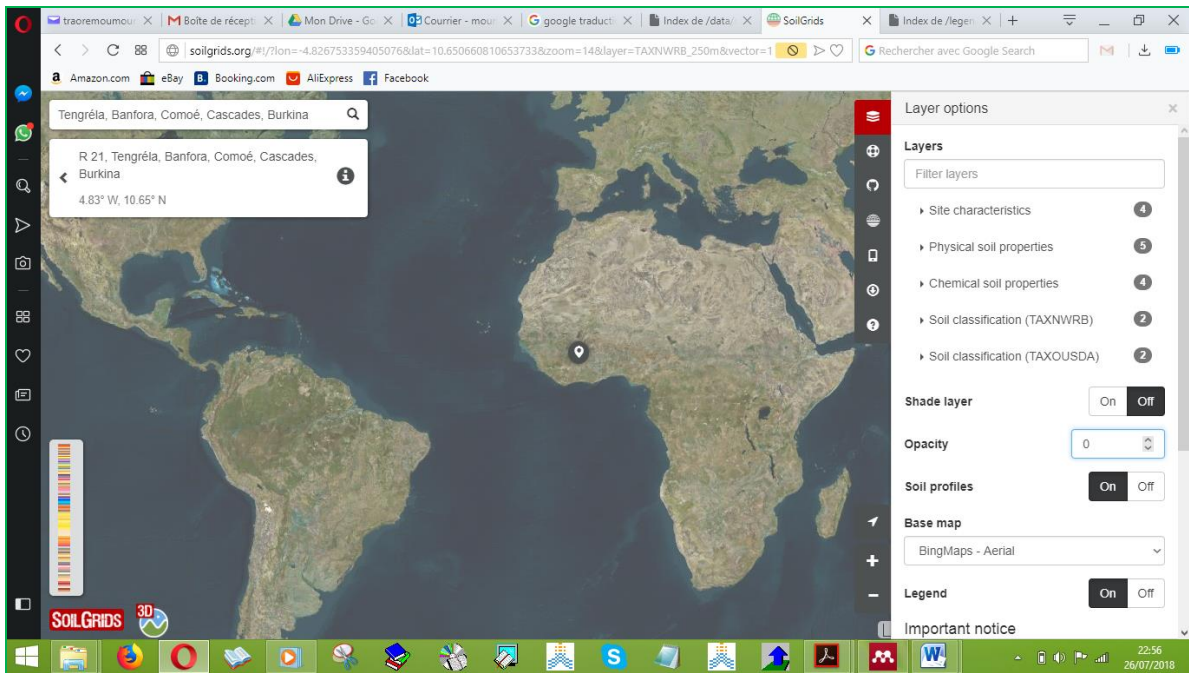 traoremoumour
Boîte de récepti
Mon Drive - Go
Courrier - mour
google traducti
Index de /data/
SoilGrids
Index de /legen
soilgrids.org/#!/?lon=-4.826753359405076&lat=10.650660810653733&zoom=14&layer=TAXNWRB_250m&vector=1
Rechercher avec Google Search
Amazon.com eBay Booking.com AliExpress Facebook
Tengréla, Banfora, Comoé, Cascades, Burkina
R 21, Tengréla, Banfora, Comoé, Cascades,
Burkina
4.83° W, 10.65° N
SOILGRIDS 3D
Layer options
Layers
Filter layers
Site characteristics 4
Physical soil properties 5
Chemical soil properties 4
Soil classification (TAXNWRB) 2
Soil classification (TAXOUSDA) 2
Shade layer On Off
Opacity 0
Soil profiles On Off
Base map
BingMaps - Aerial
Legend On Off
Important notice
22:56
26/07/2018